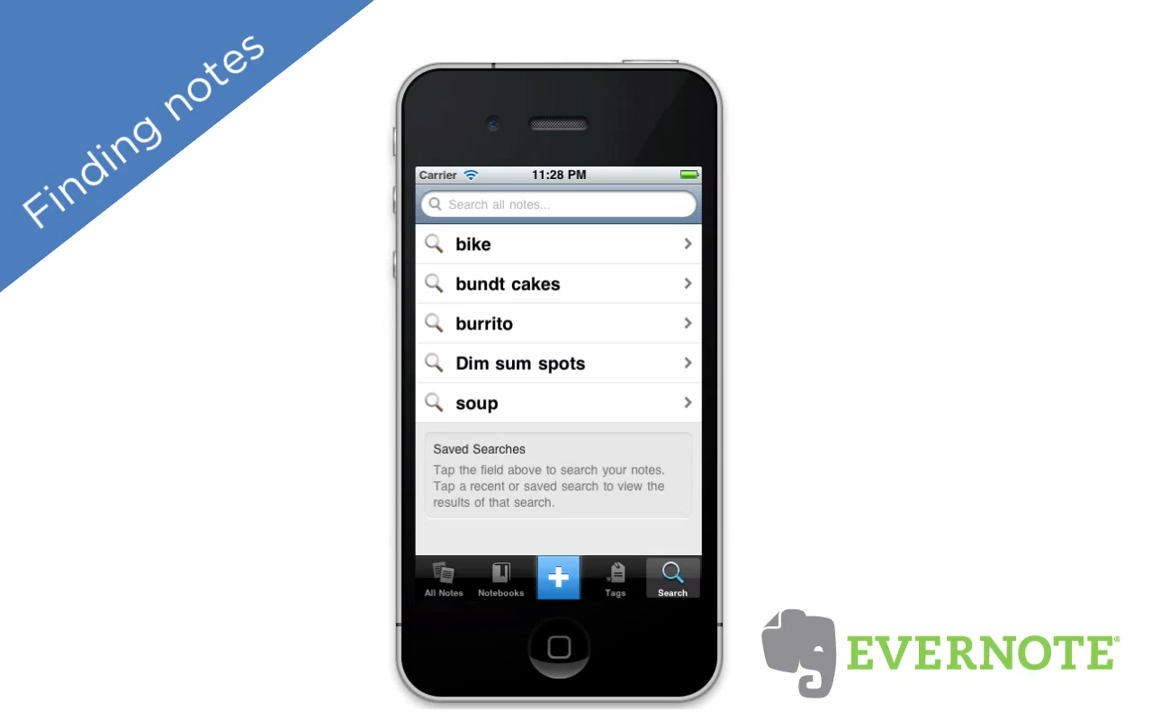 Finding notes
Carrier 11:28 PM
Search all notes...
bike
bundt cakes
burrito
Dim sum spots
soup
Saved Searches
Tap the field above to search your notes.
Tap a recent or saved search to view the
results of that search.
All Notes Notebooks Tags Search
EVERNOTE®